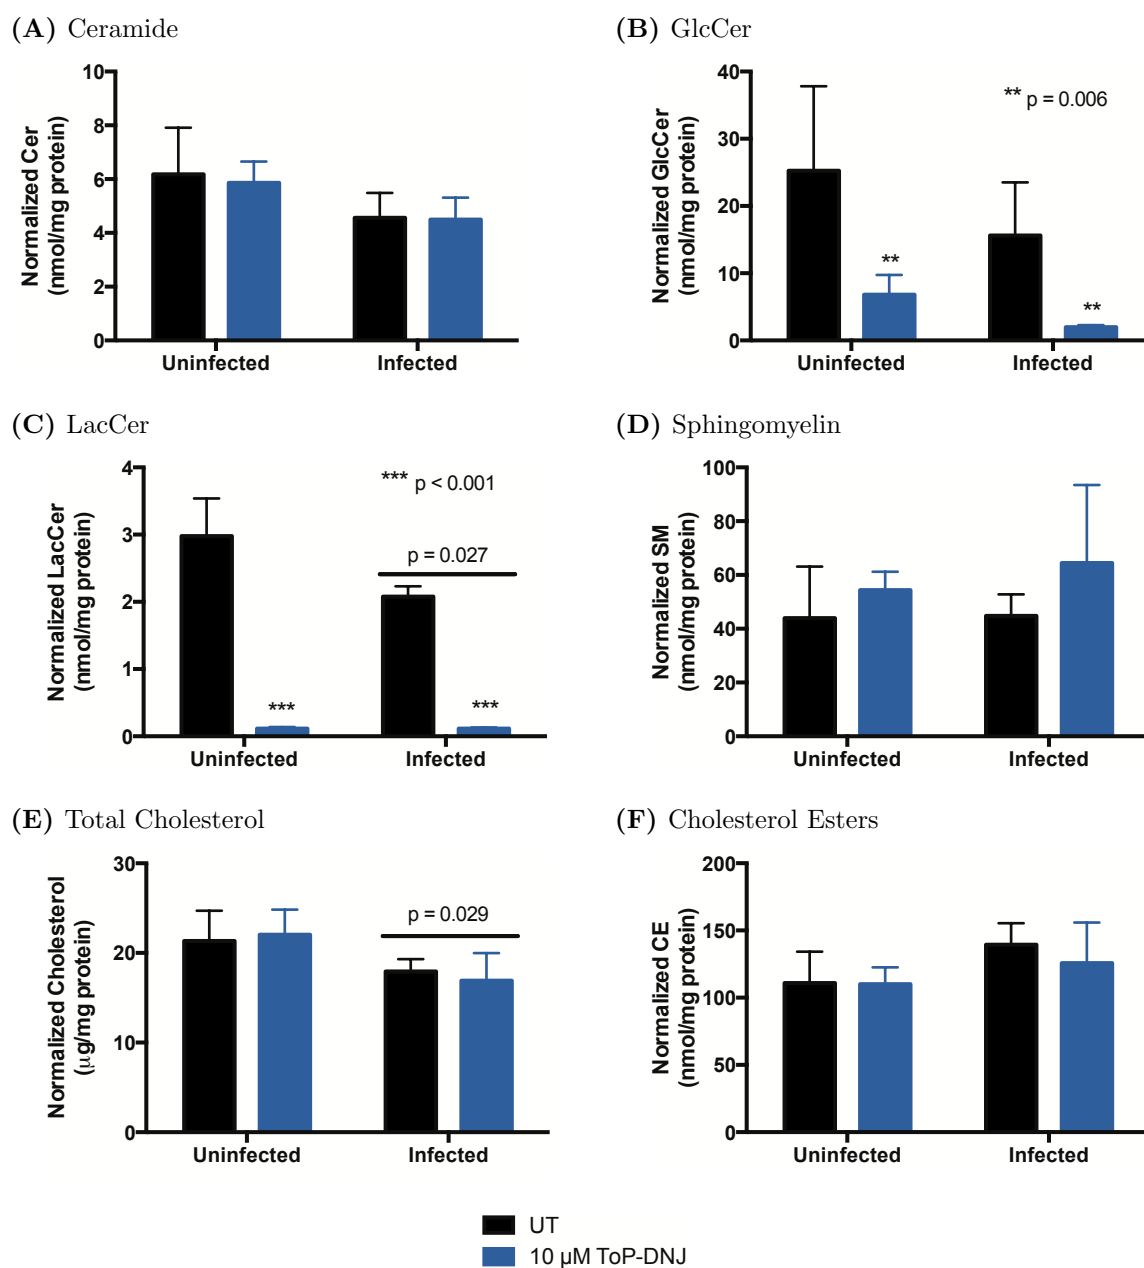 (A) Ceramide
10
8
6
4
2
0
Normalized Cer
(nmol/mg protein)
Uninfected
Infected
(B) GlcCer
40
30
20
10
0
Normalized GlcCer
(nmol/mg protein)
** p = 0.006
**
**
Uninfected
Infected
(C) LacCer
4
3
2
1
0
Normalized LacCer
(nmol/mg protein)
*** p < 0.001
p = 0.027
***
***
Uninfected
Infected
(D) Sphingomyelin
100
80
60
40
20
0
Normalized SM
(nmol/mg protein)
Uninfected
Infected
(E) Total Cholesterol
30
20
10
0
Normalized Cholesterol
(µg/mg protein)
p = 0.029
Uninfected
Infected
(F) Cholesterol Esters
200
150
100
50
0
Normalized CE
(nmol/mg protein)
Uninfected
Infected
UT
10 µM ToP-DNJ